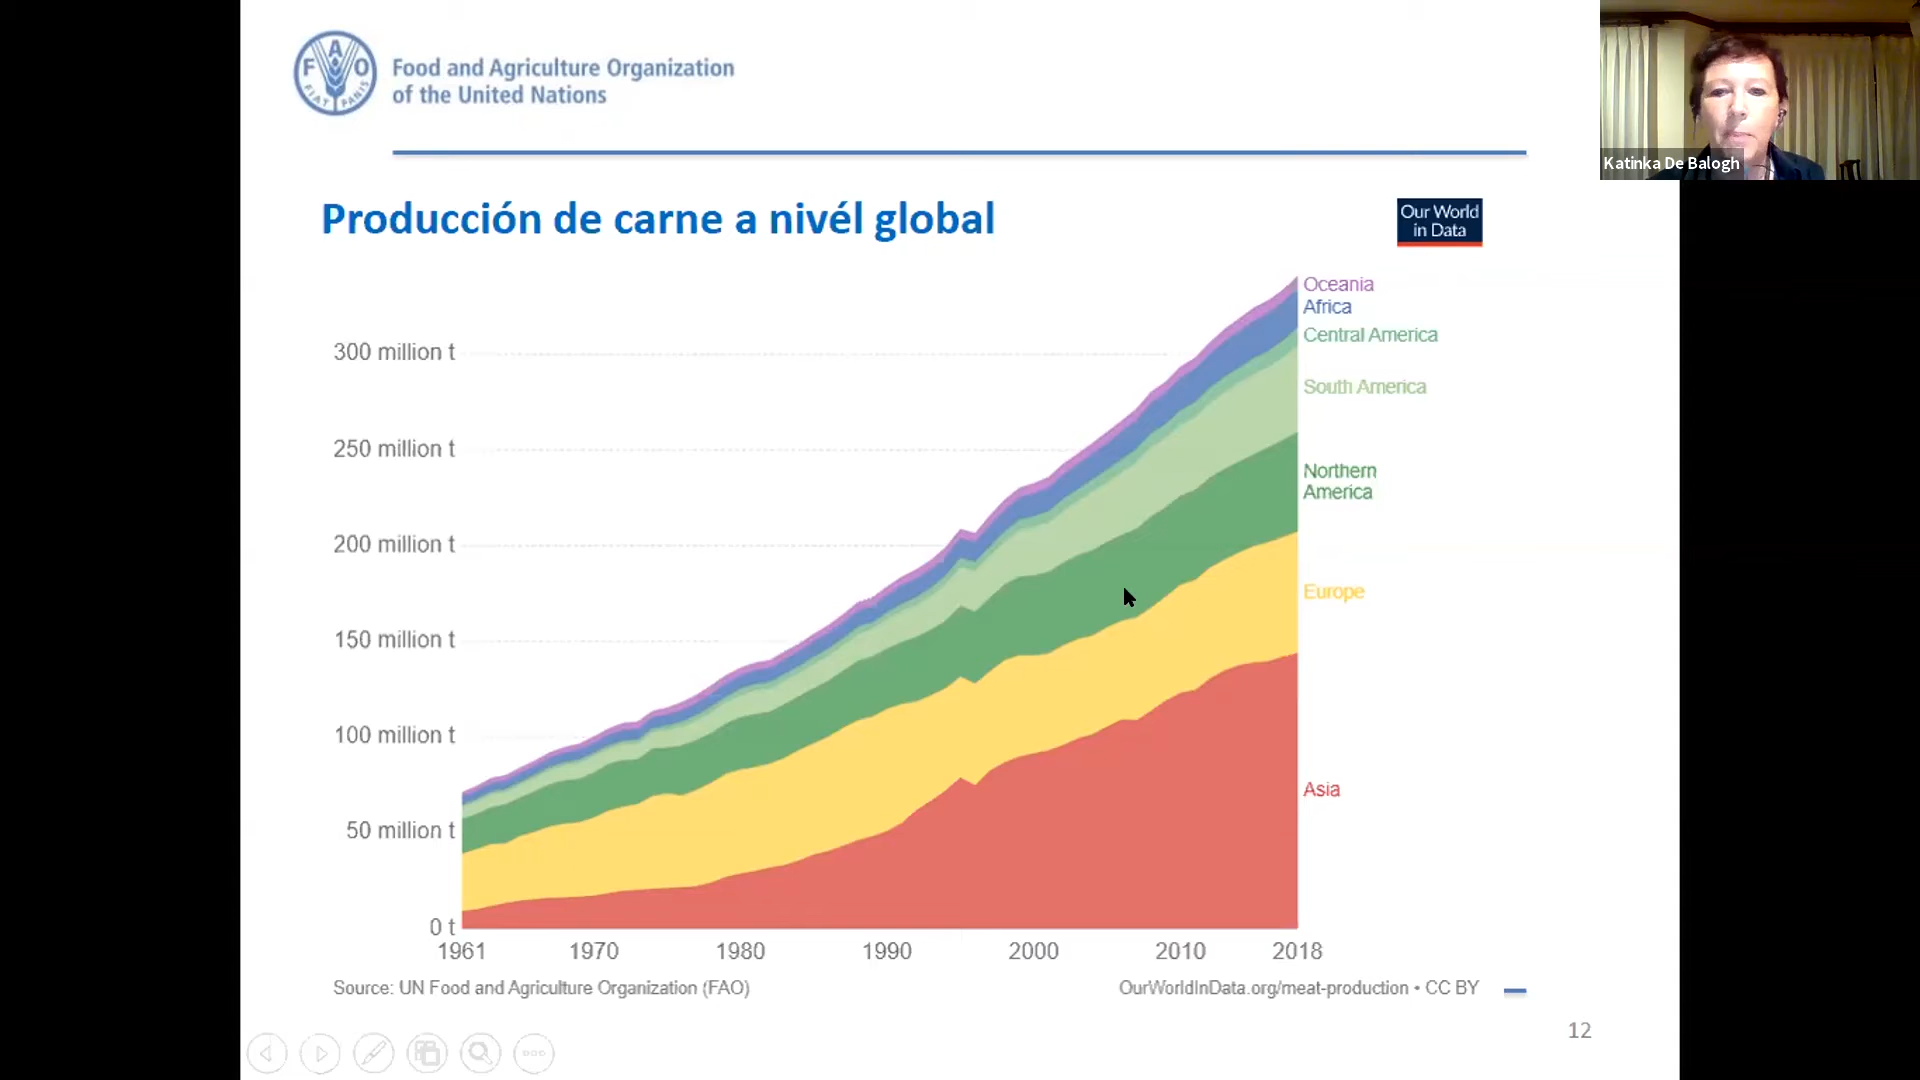 FAO
FIAT PANIS
Food and Agriculture Organization
of the United Nations
Katinka De Balogh
Producción de carne a nivél global
Our World
in Data
Oceania
Africa
Central America
South America
Northern
America
Europe
Asia
300 million t
250 million t
200 million t
150 million t
100 million t
50 million t
0 t
1961 1970 1980 1990 2000 2010 2018
Source: UN Food and Agriculture Organization (FAO) OurWorldInData.org/meat-production • CC BY
12